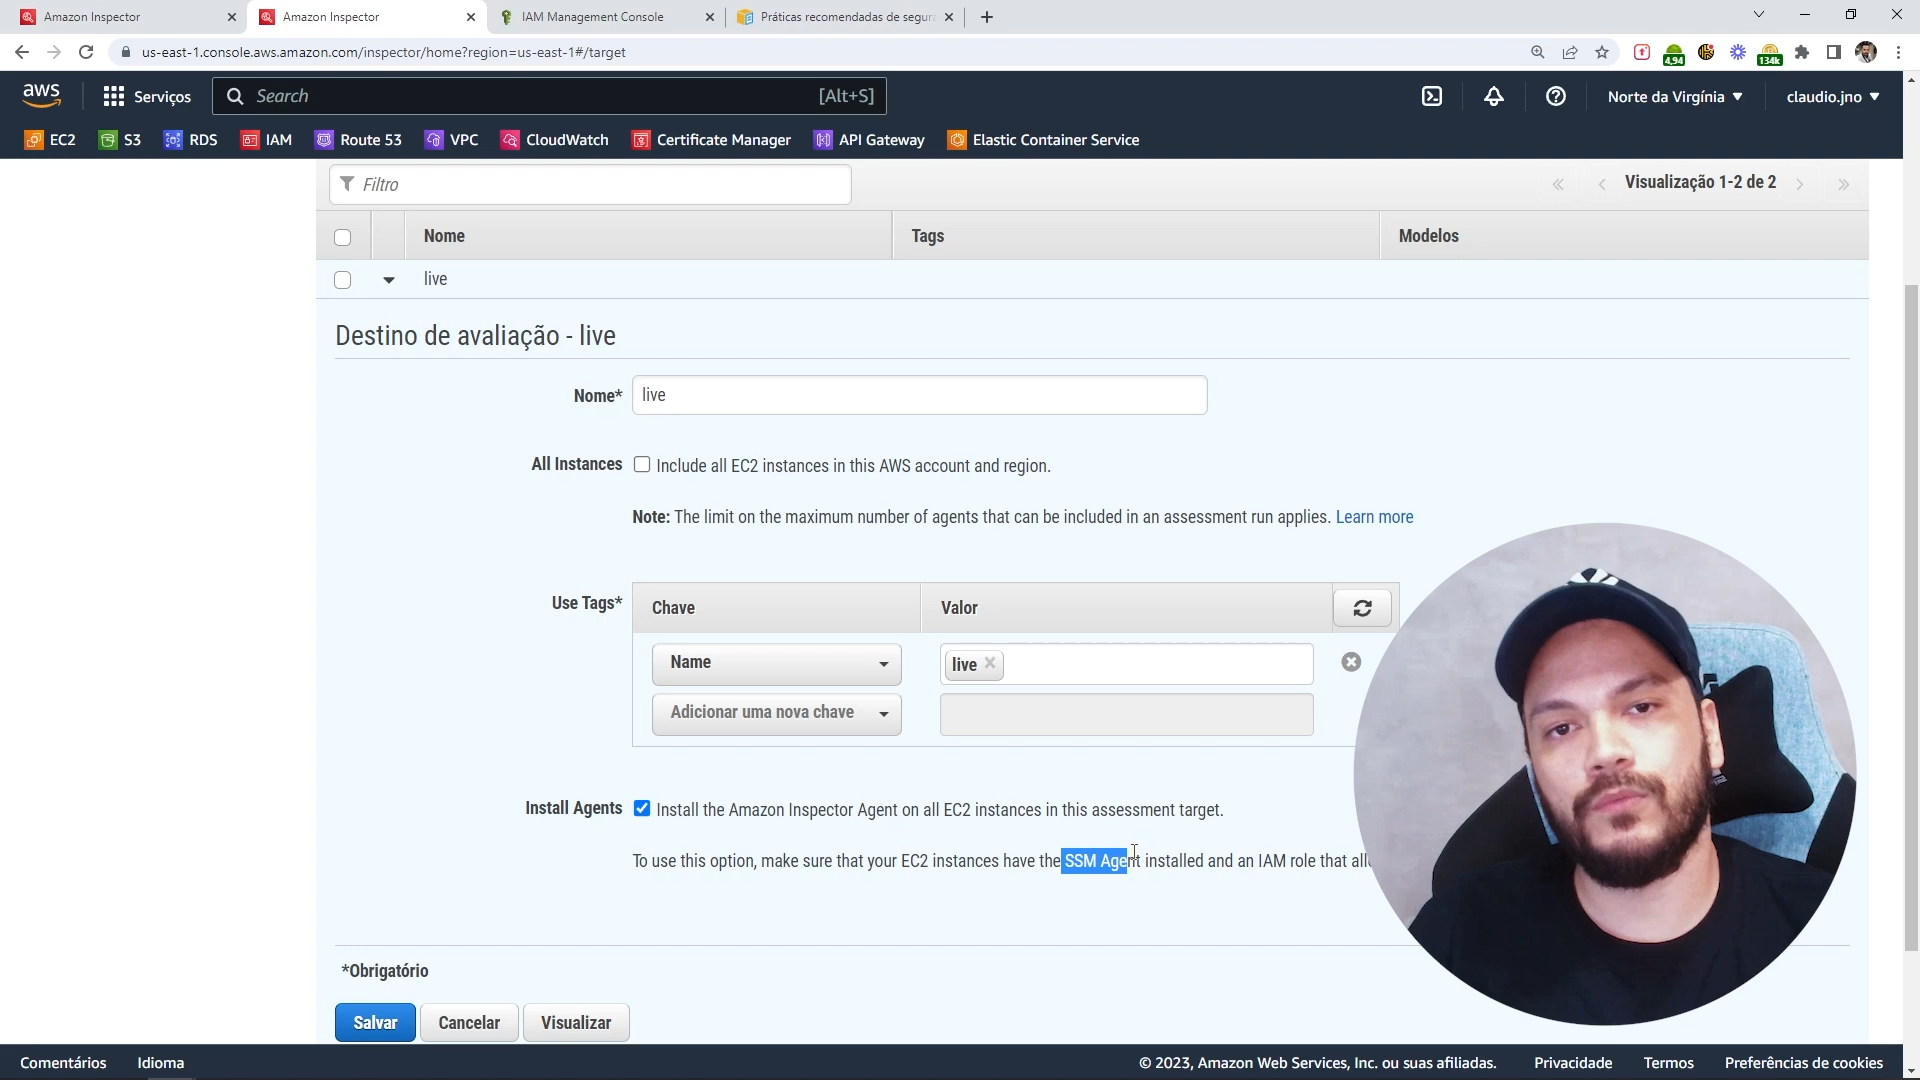 Amazon Inspector
Amazon Inspector
IAM Management Console
Práticas recomendadas de segura
us-east-1.console.aws.amazon.com/inspector/home?region=us-east-1#/target
4,94
134k
aws
Serviços
Search
[Alt+S]
Norte da Virgínia
claudio.jno
EC2
S3
RDS
IAM
Route 53
VPC
CloudWatch
Certificate Manager
API Gateway
Elastic Container Service
Filtro
Visualização 1-2 de 2
Nome
Tags
Modelos
live
Destino de avaliação - live
Nome*
live
All Instances
Include all EC2 instances in this AWS account and region.
Note: The limit on the maximum number of agents that can be included in an assessment run applies. Learn more
Use Tags*
Chave
Valor
Name
live
Adicionar uma nova chave
Install Agents
Install the Amazon Inspector Agent on all EC2 instances in this assessment target.
To use this option, make sure that your EC2 instances have the SSM Agent installed and an IAM role that
*Obrigatório
Salvar
Cancelar
Visualizar
Comentários
Idioma
© 2023, Amazon Web Services, Inc. ou suas afiliadas.
Privacidade
Termos
Preferências de cookies